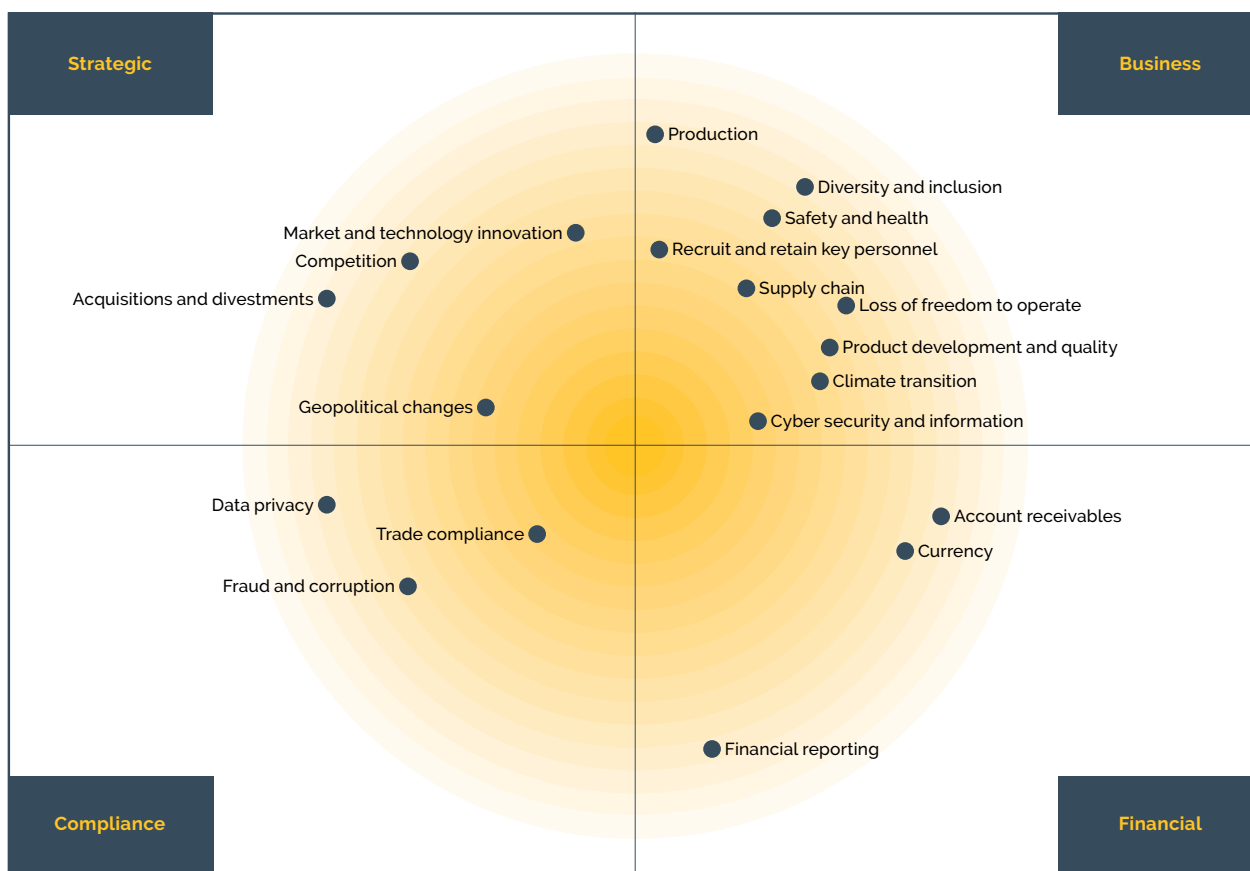 Strategic
Business
Production
Diversity and inclusion
Safety and health
Market and technology innovation
Recruit and retain key personnel
Competition
Supply chain
Acquisitions and divestments
Loss of freedom to operate
Product development and quality
Climate transition
Geopolitical changes
Cyber security and information
Data privacy
Account receivables
Trade compliance
Currency
Fraud and corruption
Financial reporting
Compliance
Financial